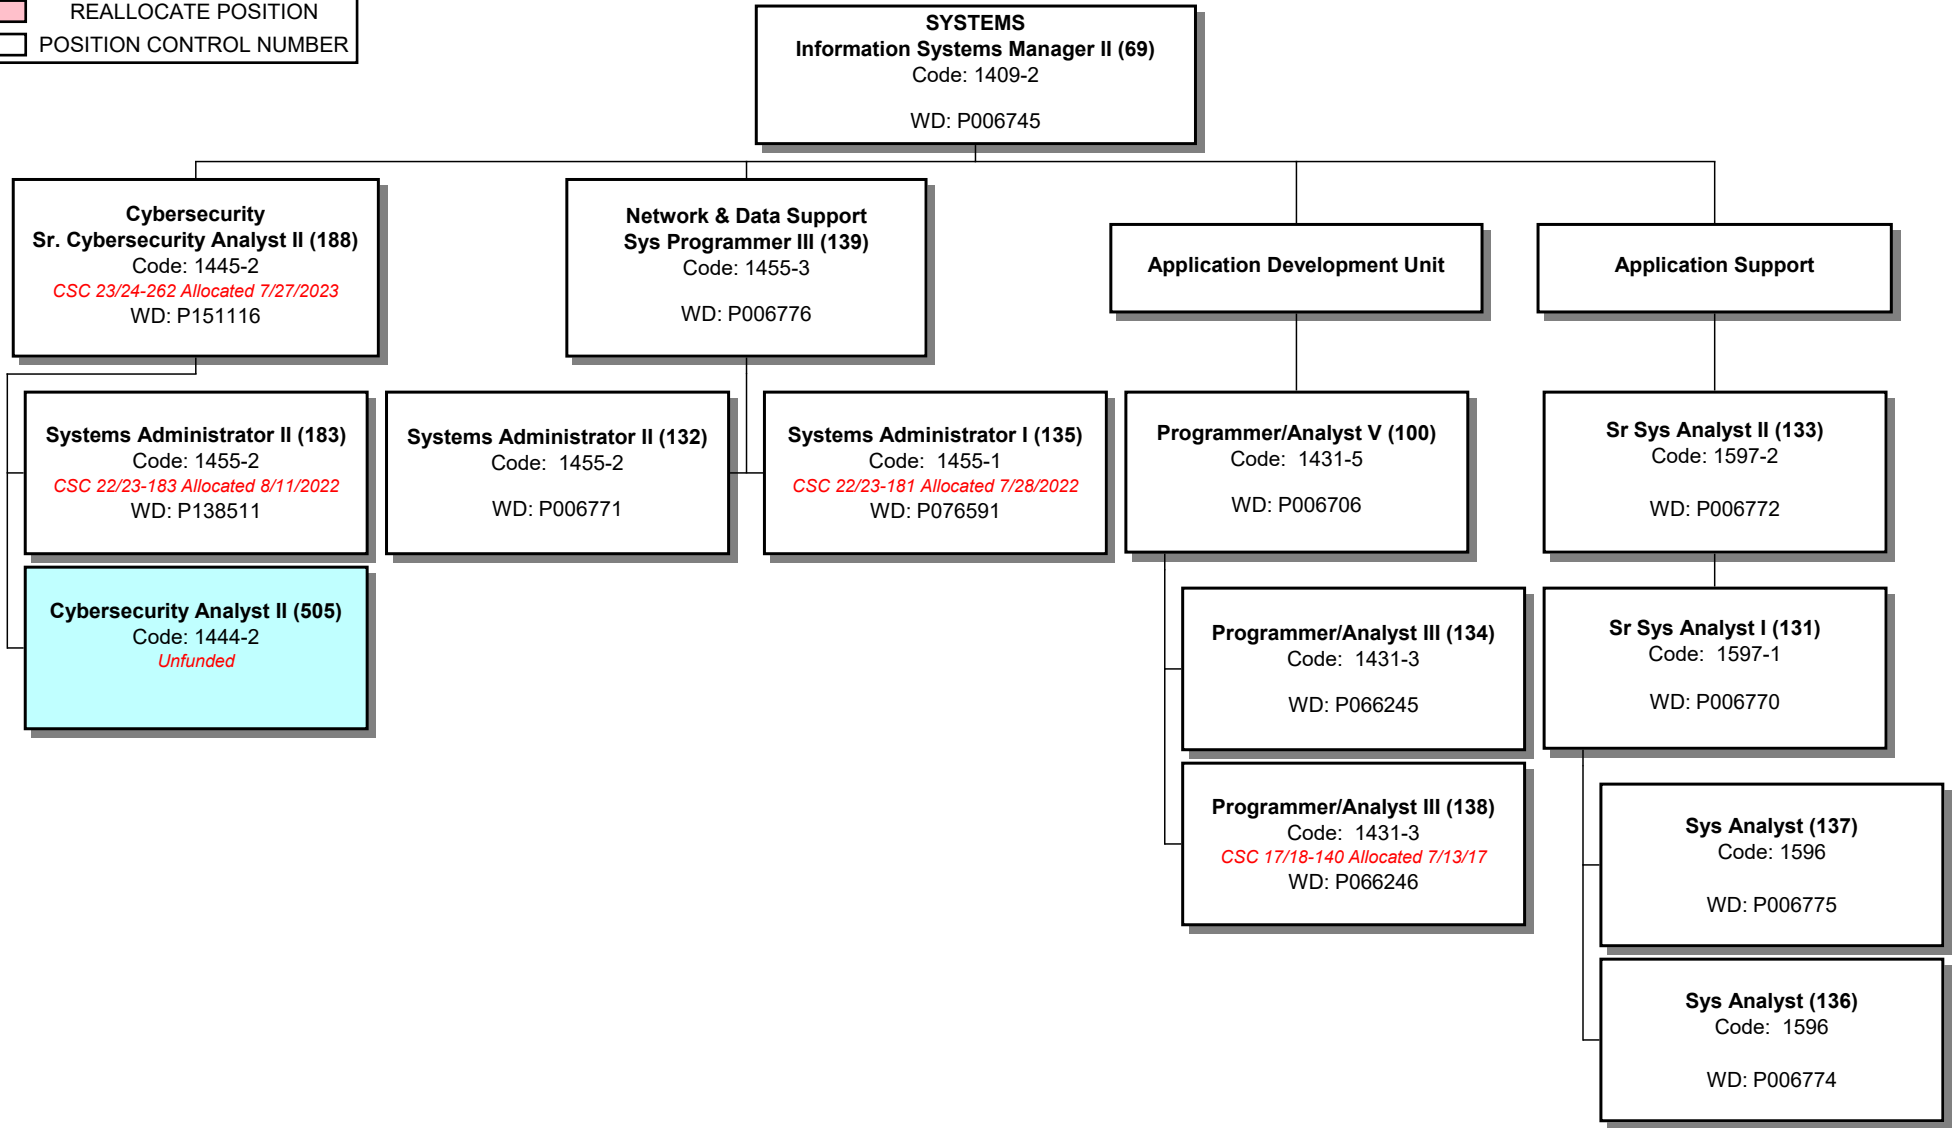 REALLOCATE POSITION
POSITION CONTROL NUMBER
SYSTEMS
Information Systems Manager II (69)
Code: 1409-2
WD: P006745
Cybersecurity
Sr. Cybersecurity Analyst II (188)
Code: 1445-2
CSC 23/24-262 Allocated 7/27/2023
WD: P151116
Network & Data Support
Sys Programmer III (139)
Code: 1455-3
WD: P006776
Application Development Unit
Application Support
Systems Administrator II (183)
Code: 1455-2
CSC 22/23-183 Allocated 8/11/2022
WD: P138511
Systems Administrator II (132)
Code: 1455-2
WD: P006771
Systems Administrator I (135)
Code: 1455-1
CSC 22/23-181 Allocated 7/28/2022
WD: P076591
Programmer/Analyst V (100)
Code: 1431-5
WD: P006706
Sr Sys Analyst II (133)
Code: 1597-2
WD: P006772
Cybersecurity Analyst II (505)
Code: 1444-2
Unfunded
Programmer/Analyst III (134)
Code: 1431-3
WD: P066245
Sr Sys Analyst I (131)
Code: 1597-1
WD: P006770
Programmer/Analyst III (138)
Code: 1431-3
CSC 17/18-140 Allocated 7/13/17
WD: P066246
Sys Analyst (137)
Code: 1596
WD: P006775
Sys Analyst (136)
Code: 1596
WD: P006774